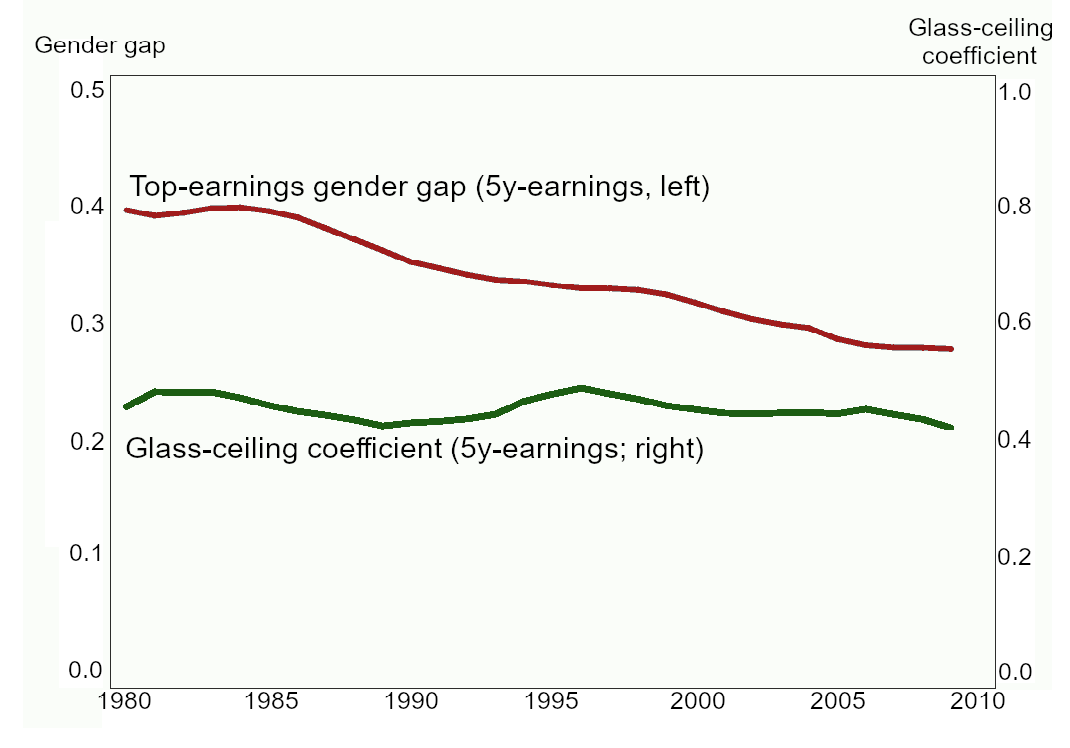 Gender gap
Glass-ceiling
coefficient
0.5
1.0
Top-earnings gender gap (5y-earnings, left)
0.4
0.8
0.3
0.6
0.2
0.4
Glass-ceiling coefficient (5y-earnings; right)
0.1
0.2
0.0
0.0
1980 1985 1990 1995 2000 2005 2010